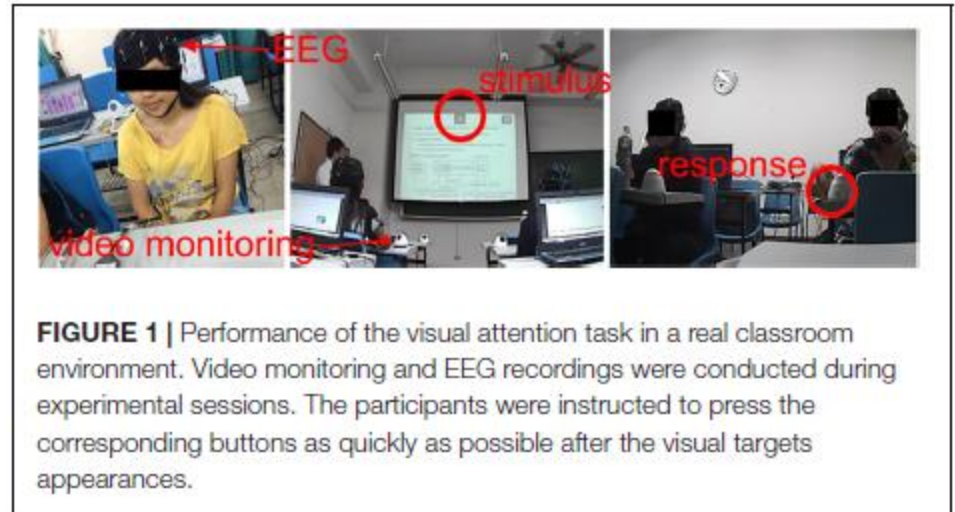 EEG
stimulus
response
video monitoring
FIGURE 1 | Performance of the visual attention task in a real classroom
environment. Video monitoring and EEG recordings were conducted during
experimental sessions. The participants were instructed to press the
corresponding buttons as quickly as possible after the visual targets
appearances.